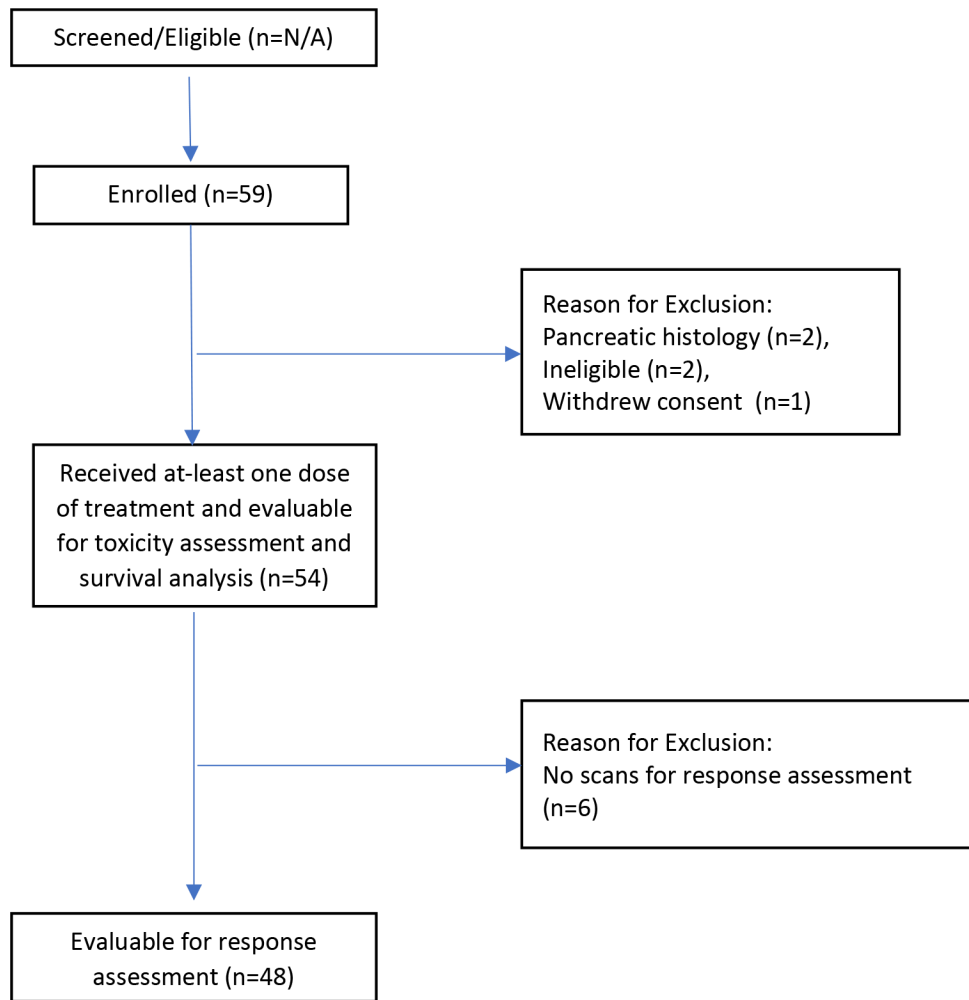 Screened/Eligible (n=N/A)
Enrolled (n=59)
Reason for Exclusion:
Pancreatic histology (n=2),
Ineligible (n=2),
Withdrew consent  (n=1)
Received at-least one dose
of treatment and evaluable
for toxicity assessment and
survival analysis (n=54)
Reason for Exclusion:
No scans for response assessment
(n=6)
Evaluable for response
assessment (n=48)